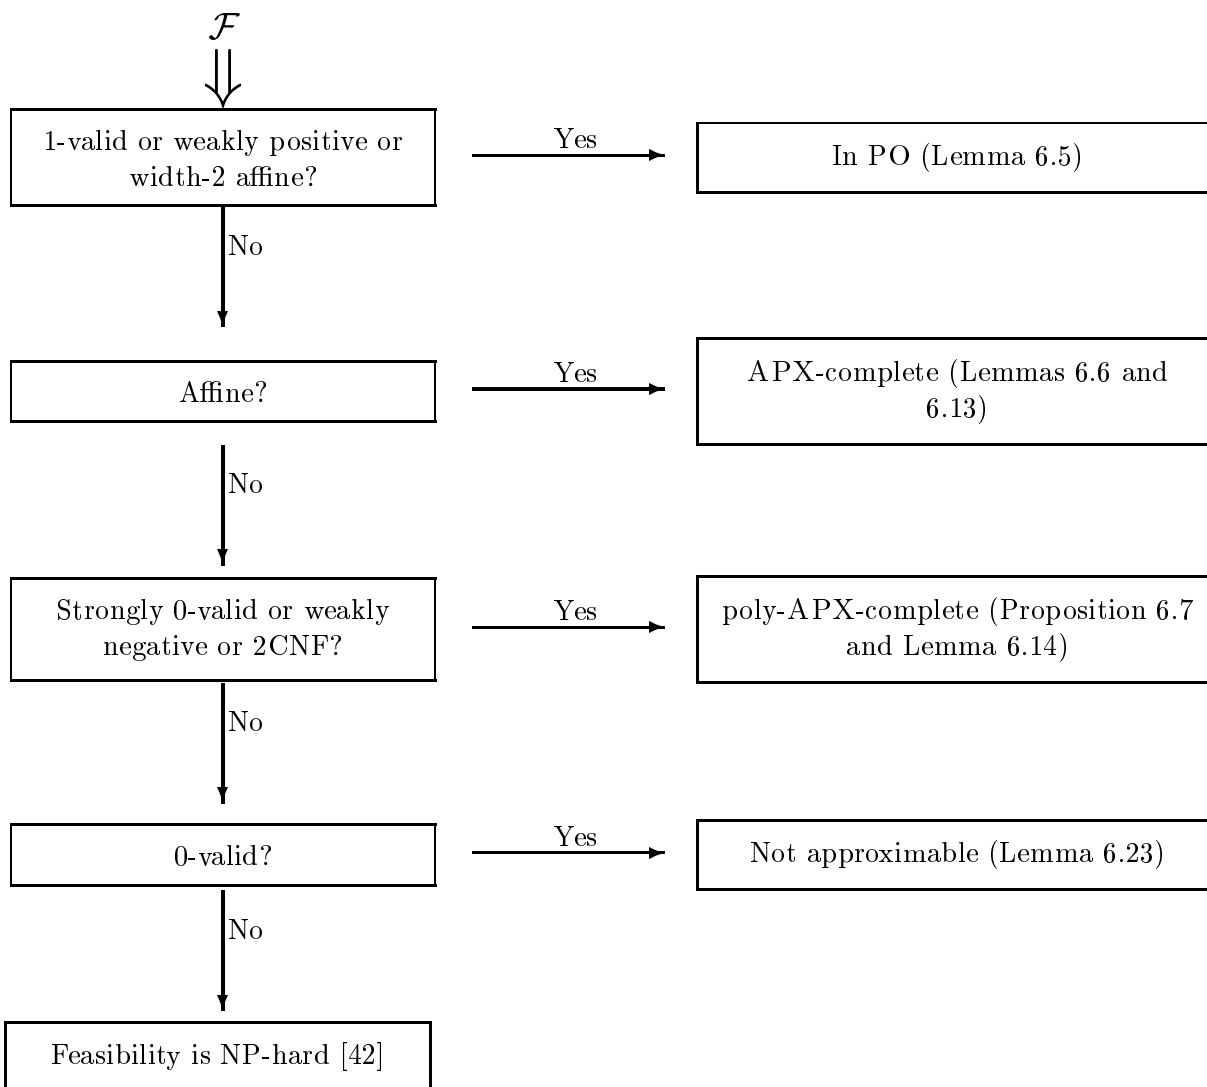 ℱ
1-valid or weakly positive or
width-2 affine?
Yes
In PO (Lemma 6.5)
No
Affine?
Yes
APX-complete (Lemmas 6.6 and
6.13)
No
Strongly 0-valid or weakly
negative or 2CNF?
Yes
poly-APX-complete (Proposition 6.7
and Lemma 6.14)
No
0-valid?
Yes
Not approximable (Lemma 6.23)
No
Feasibility is NP-hard [42]